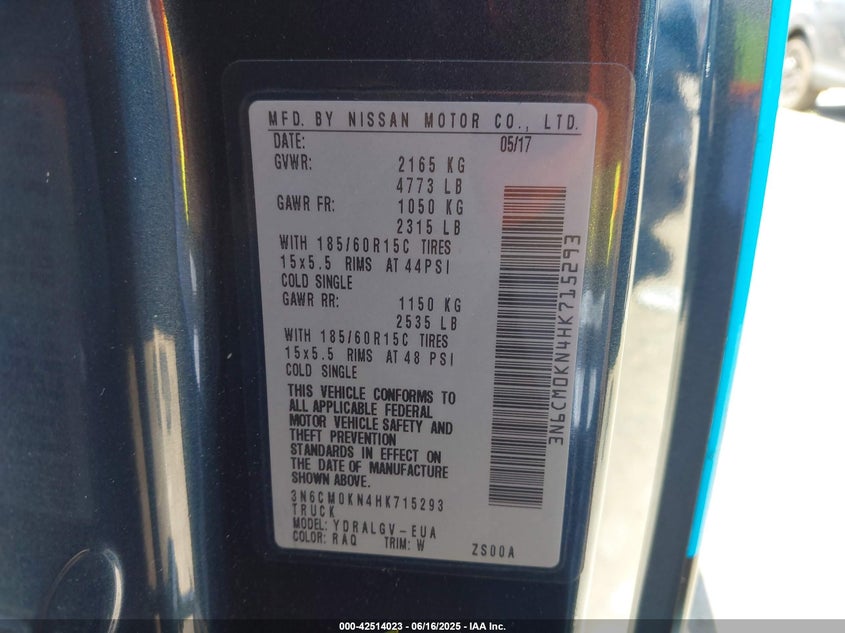 MFD. BY NISSAN MOTOR CO., LTD.
DATE: 05/17
GVWR: 2165 KG
4773 LB
GAWR FR: 1050 KG
2315 LB
WITH 185/60R15C TIRES
15x5.5 RIMS AT 44PSI
COLD SINGLE
GAWR RR: 1150 KG
2535 LB
WITH 185/60R15C TIRES
15x5.5 RIMS AT 48 PSI
COLD SINGLE
THIS VEHICLE CONFORMS TO
ALL APPLICABLE FEDERAL
MOTOR VEHICLE SAFETY AND
THEFT PREVENTION
STANDARDS IN EFFECT ON
THE DATE OF MANUFACTURE
SHOWN ABOVE.
3N6CM0KN4HK715293
TRUCK
MODEL: YDRALGV-EUA
COLOR: RAQ TRIM: W ZS00A
3N6CM0KN4HK715293
000-42514023 - 06/16/2025 - IAA Inc.